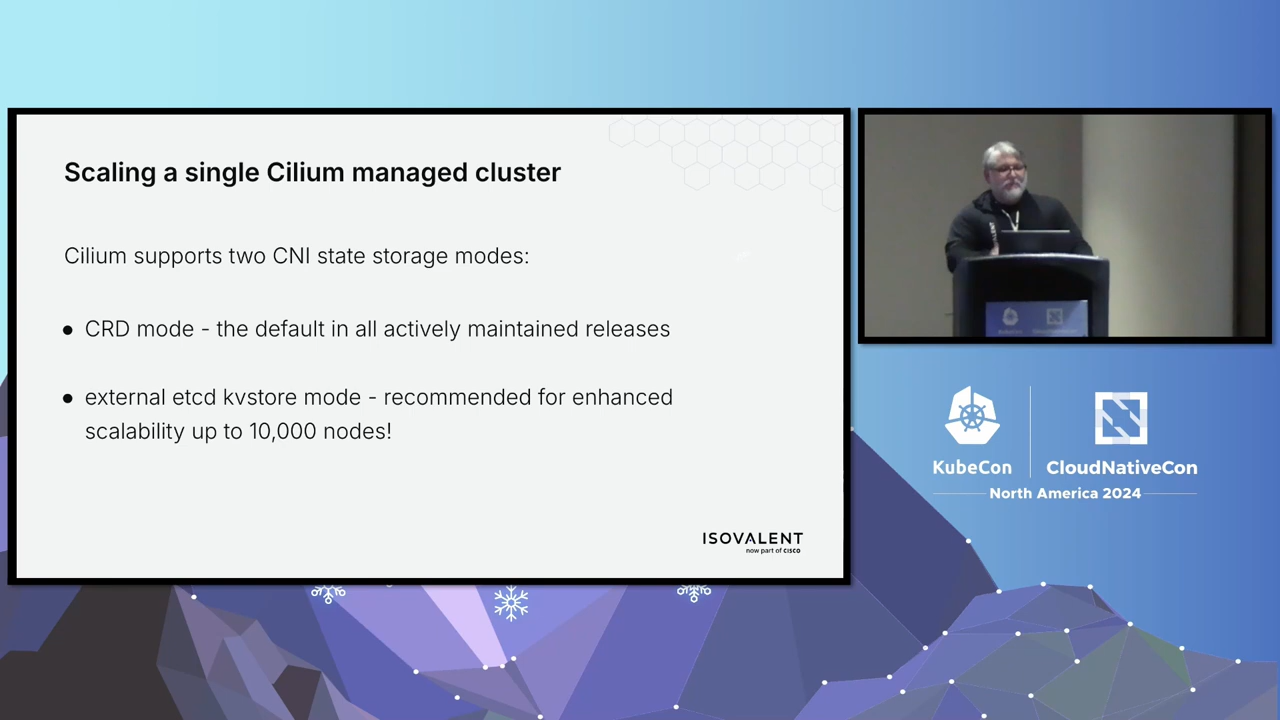 Scaling a single Cilium managed cluster
Cilium supports two CNI state storage modes:
● CRD mode - the default in all actively maintained releases
● external etcd kvstore mode - recommended for enhanced
scalability up to 10,000 nodes!
ISOVALENT
now part of CISCO
KubeCon
CloudNativeCon
North America 2024
KubeCon
CloudNativeCon